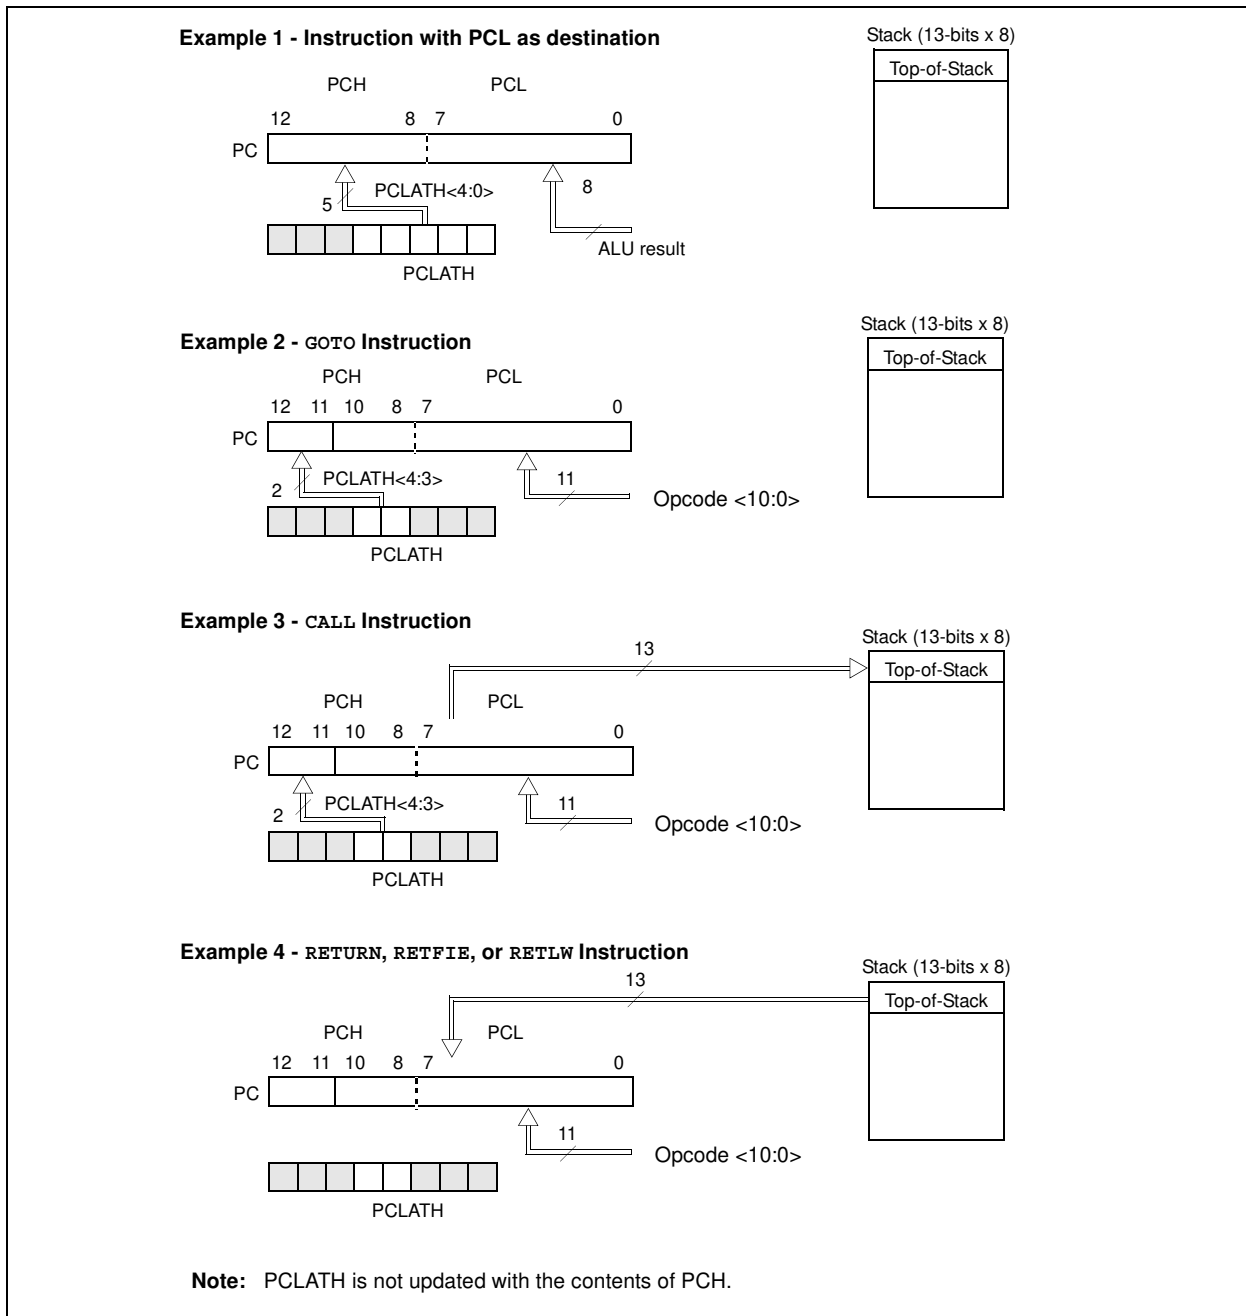 Example 1 - Instruction with PCL as destination
Stack (13-bits x 8)
Top-of-Stack
PCH PCL
12 8 7 0
PC
5 PCLATH<4:0> 8
ALU result
PCLATH
Example 2 - GOTO Instruction
Stack (13-bits x 8)
Top-of-Stack
PCH PCL
12 11 10 8 7 0
PC
2 PCLATH<4:3> 11
Opcode <10:0>
PCLATH
Example 3 - CALL Instruction
Stack (13-bits x 8)
13
Top-of-Stack
PCH PCL
12 11 10 8 7 0
PC
2 PCLATH<4:3> 11
Opcode <10:0>
PCLATH
Example 4 - RETURN, RETFIE, or RETLW Instruction
Stack (13-bits x 8)
13
Top-of-Stack
PCH PCL
12 11 10 8 7 0
PC
11
Opcode <10:0>
PCLATH
Note: PCLATH is not updated with the contents of PCH.